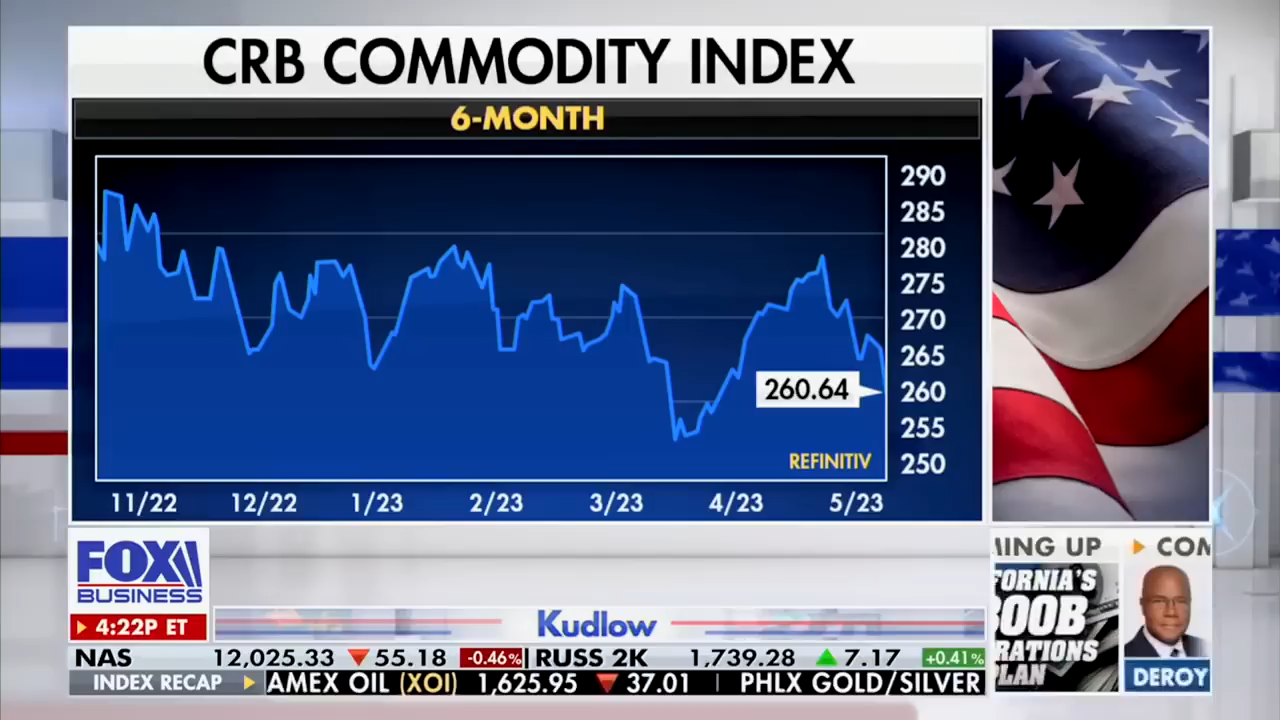 CRB COMMODITY INDEX
6-MONTH
290
285
280
275
270
265
260
255
250
260.64
REFINITIV
11/22 12/22 1/23 2/23 3/23 4/23 5/23
FOX
BUSINESS
4:22P ET
Kudlow
MING UP COM
FORNIA'S
RATIONS
LAN
DEROY
NAS 12,025.33 55.18 -0.46% RUSS 2K 1,739.28 7.17 +0.41%
INDEX RECAP AMEX OIL (XOI) 1,625.95 37.01 PHLX GOLD/SILVER